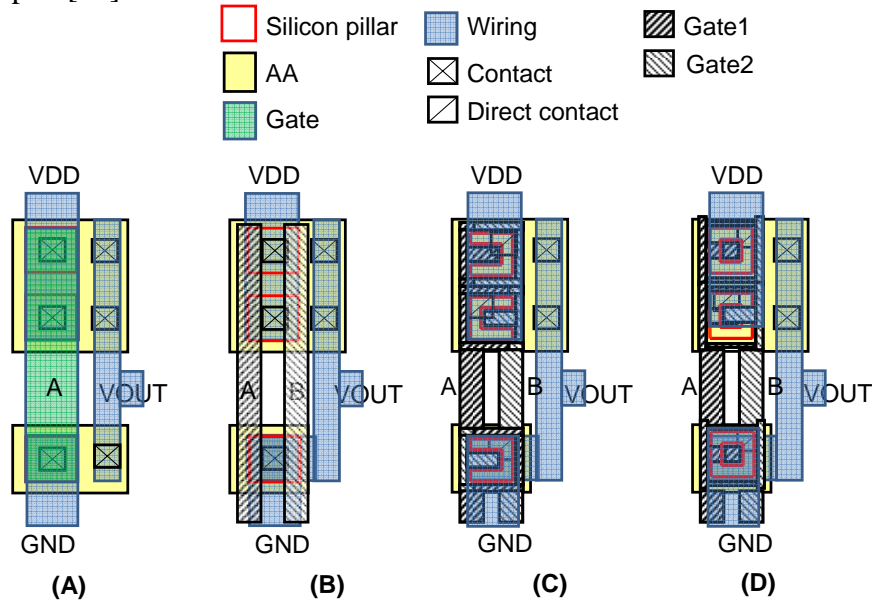 Silicon pillar
Wiring
Gate1
AA
Contact
Gate2
Gate
Direct contact
VDD VDD VDD VDD
A VOUT A B VOUT A B VOUT A B VOUT
GND GND GND GND
(A) (B) (C) (D)